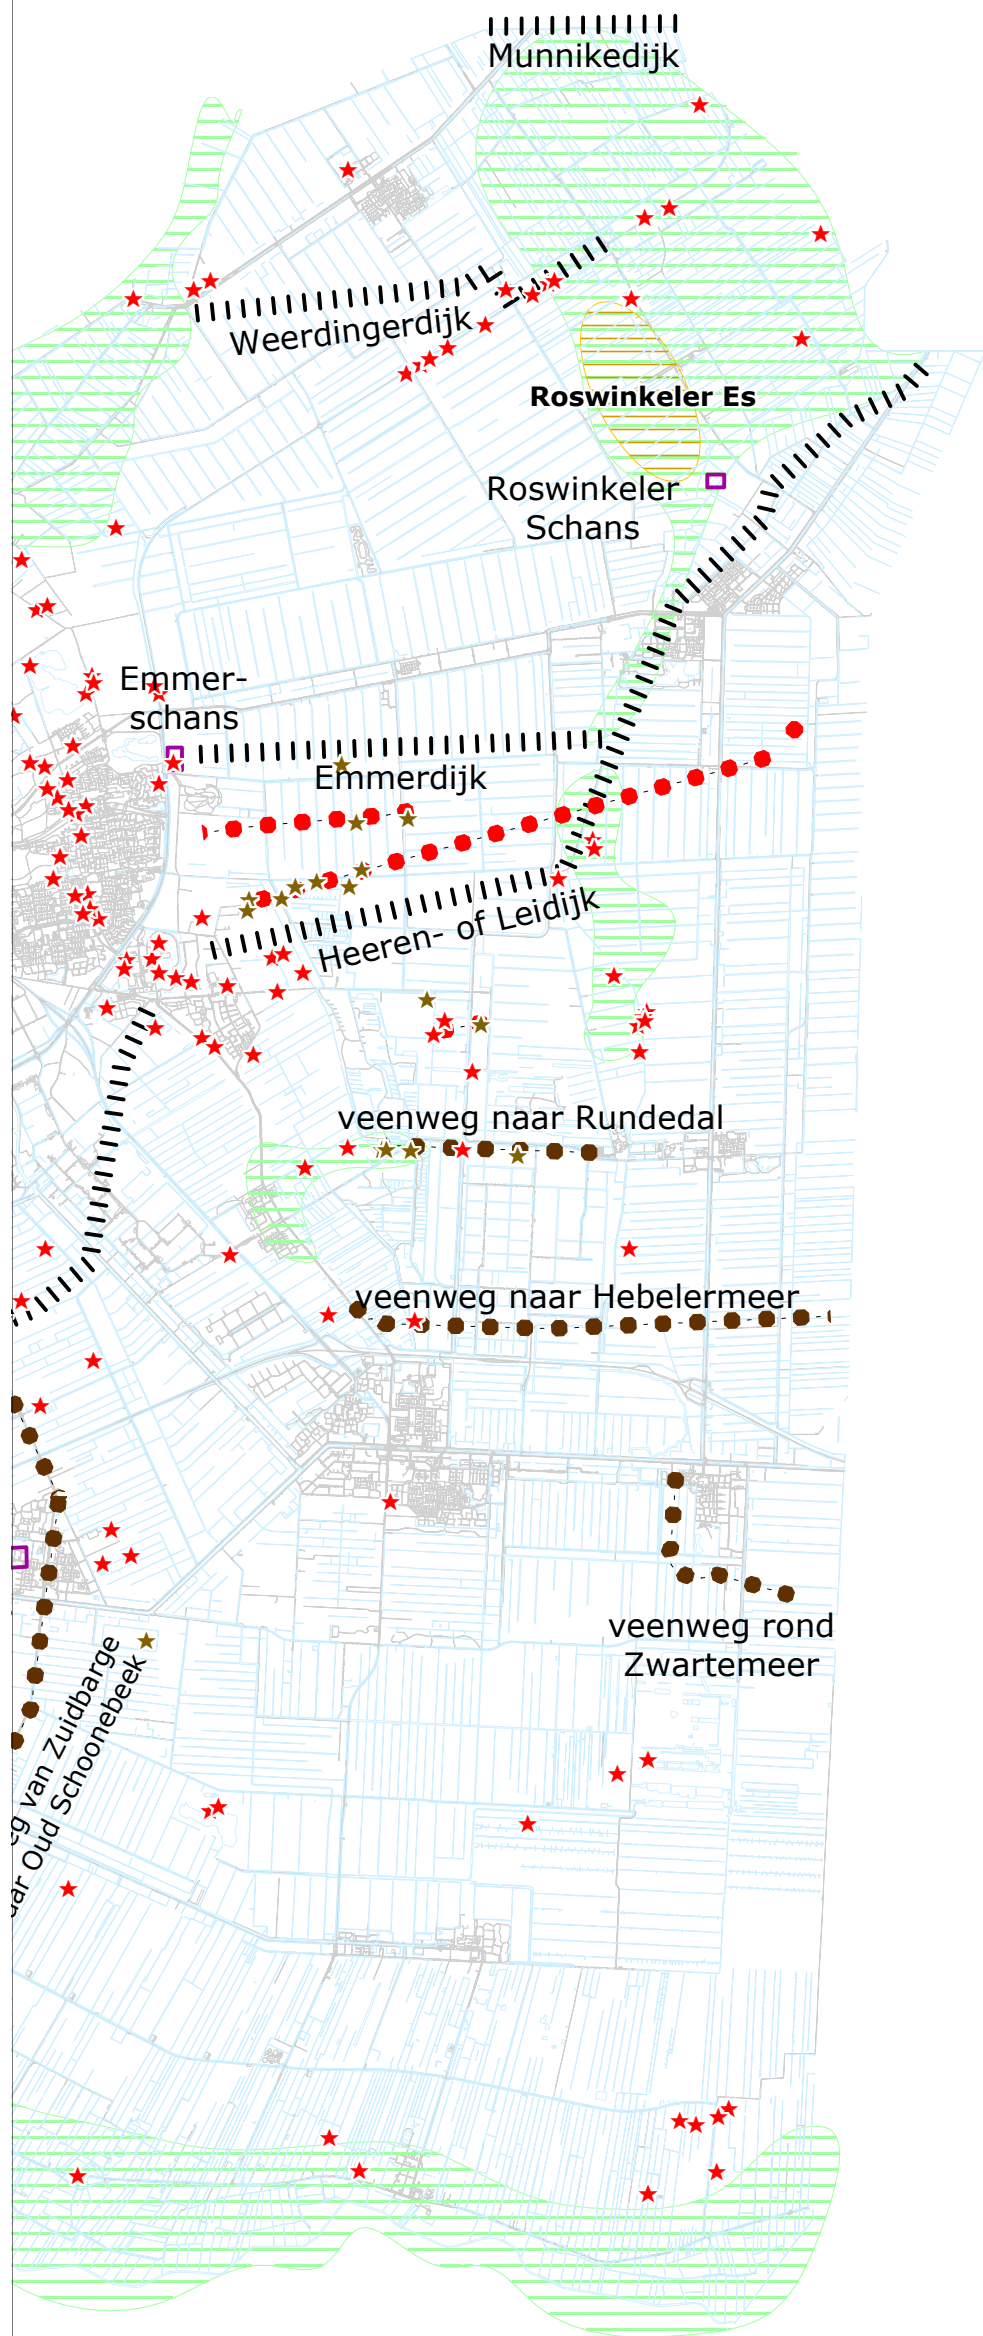 Munnikedijk
Weerdingerdijk
Roswinkeler Es
Roswinkeler
Schans
Emmer-
schans
Emmerdijk
Heeren- of Leidijk
veenweg naar Rundedal
veenweg naar Hebelermeer
veenweg rond
Zwartemeer
van Zuidbarge
Oud Schoonebeek